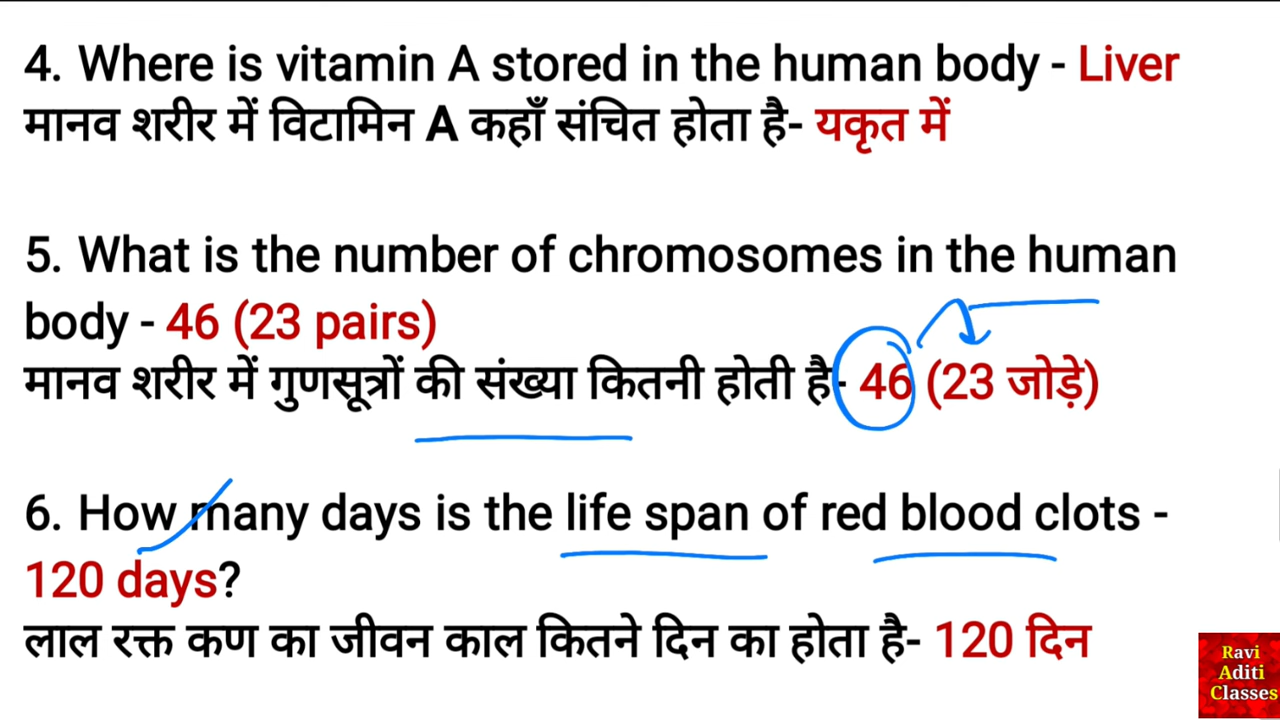 4. Where is vitamin A stored in the human body - Liver
मानव शरीर में विटामिन A कहाँ संचित होता है- यकृत में
5. What is the number of chromosomes in the human
body - 46 (23 pairs)
मानव शरीर में गुणसूत्रों की संख्या कितनी होती है- 46 (23 जोड़े)
6. How many days is the life span of red blood clots -
120 days?
लाल रक्त कण का जीवन काल कितने दिन का होता है- 120 दिन
Ravi
Aditi
Classes